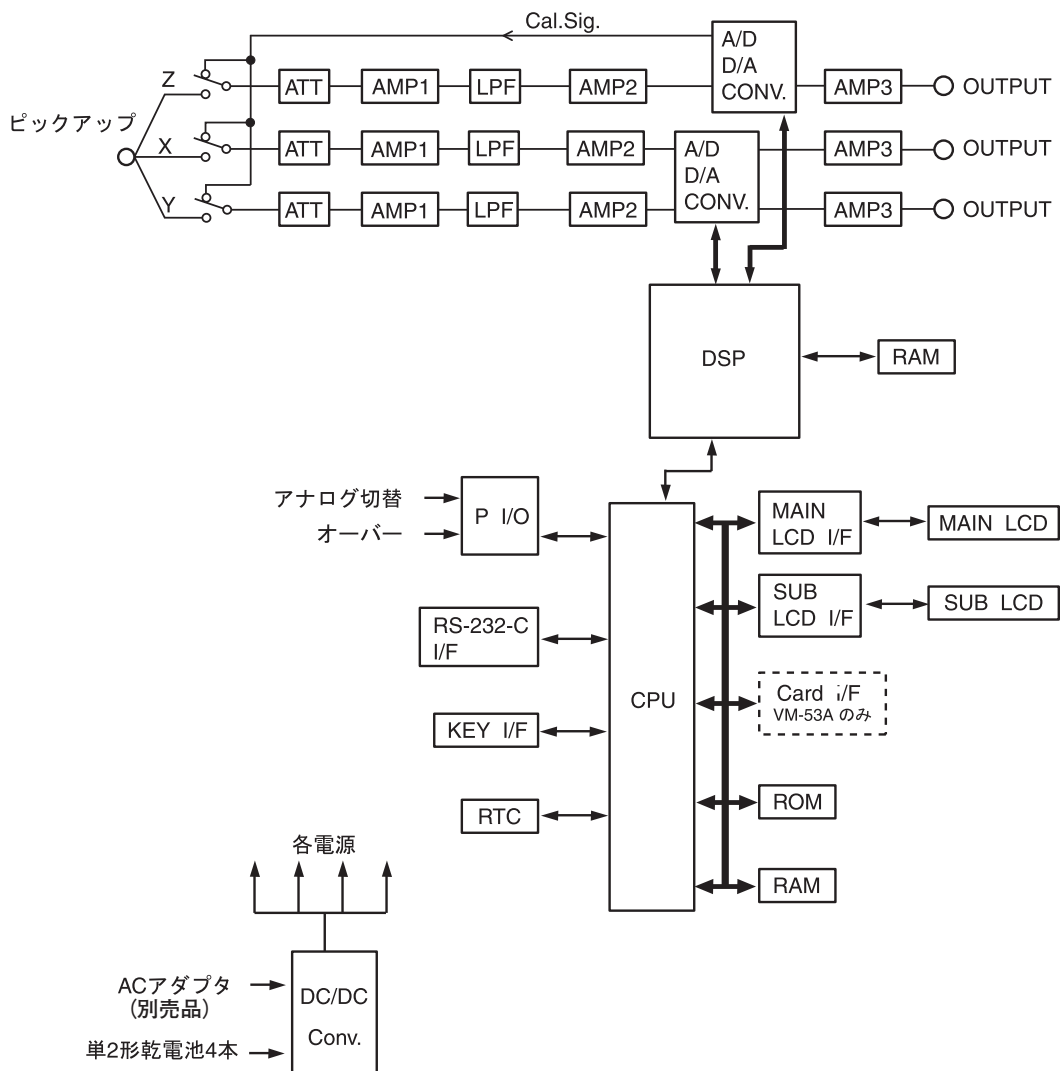 Cal.Sig.
A/D
D/A
CONV.
Z
ATT
AMP1
LPF
AMP2
AMP3
OUTPUT
ピックアップ
X
ATT
AMP1
LPF
AMP2
A/D
D/A
CONV.
AMP3
OUTPUT
Y
ATT
AMP1
LPF
AMP2
AMP3
OUTPUT
DSP
RAM
アナログ切替
オーバー
P I/O
MAIN
LCD I/F
MAIN LCD
SUB
LCD I/F
SUB LCD
RS-232-C
I/F
CPU
Card i/F
VM-53A のみ
KEY I/F
RTC
ROM
RAM
各電源
ACアダプタ
(別売品)
単2形乾電池4本
DC/DC
Conv.